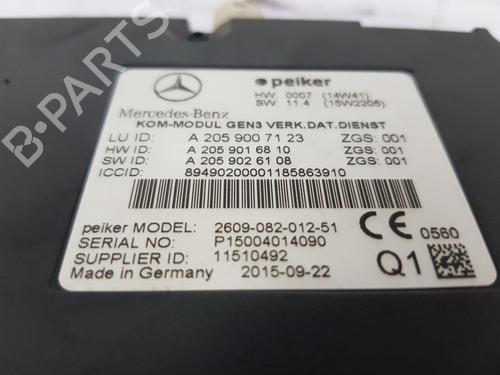 peiker
HW: 0007 (14W41)
SW: 11.4 (15W2205)
Mercedes-Benz
KOM-MODUL GEN3 VERK.DAT.DIENST
LU ID: A 205 900 71 23 ZGS: 001
HW ID: A 205 901 68 10 ZGS: 001
SW ID: A 205 902 61 08 ZGS: 001
ICCID: 89490200001185863910
peiker MODEL: 2609-082-012-51
SERIAL NO: P15004014090
SUPPLIER ID: 11510492
Made in Germany 2015-09-22
CE 0560
Q1
B-PARTS